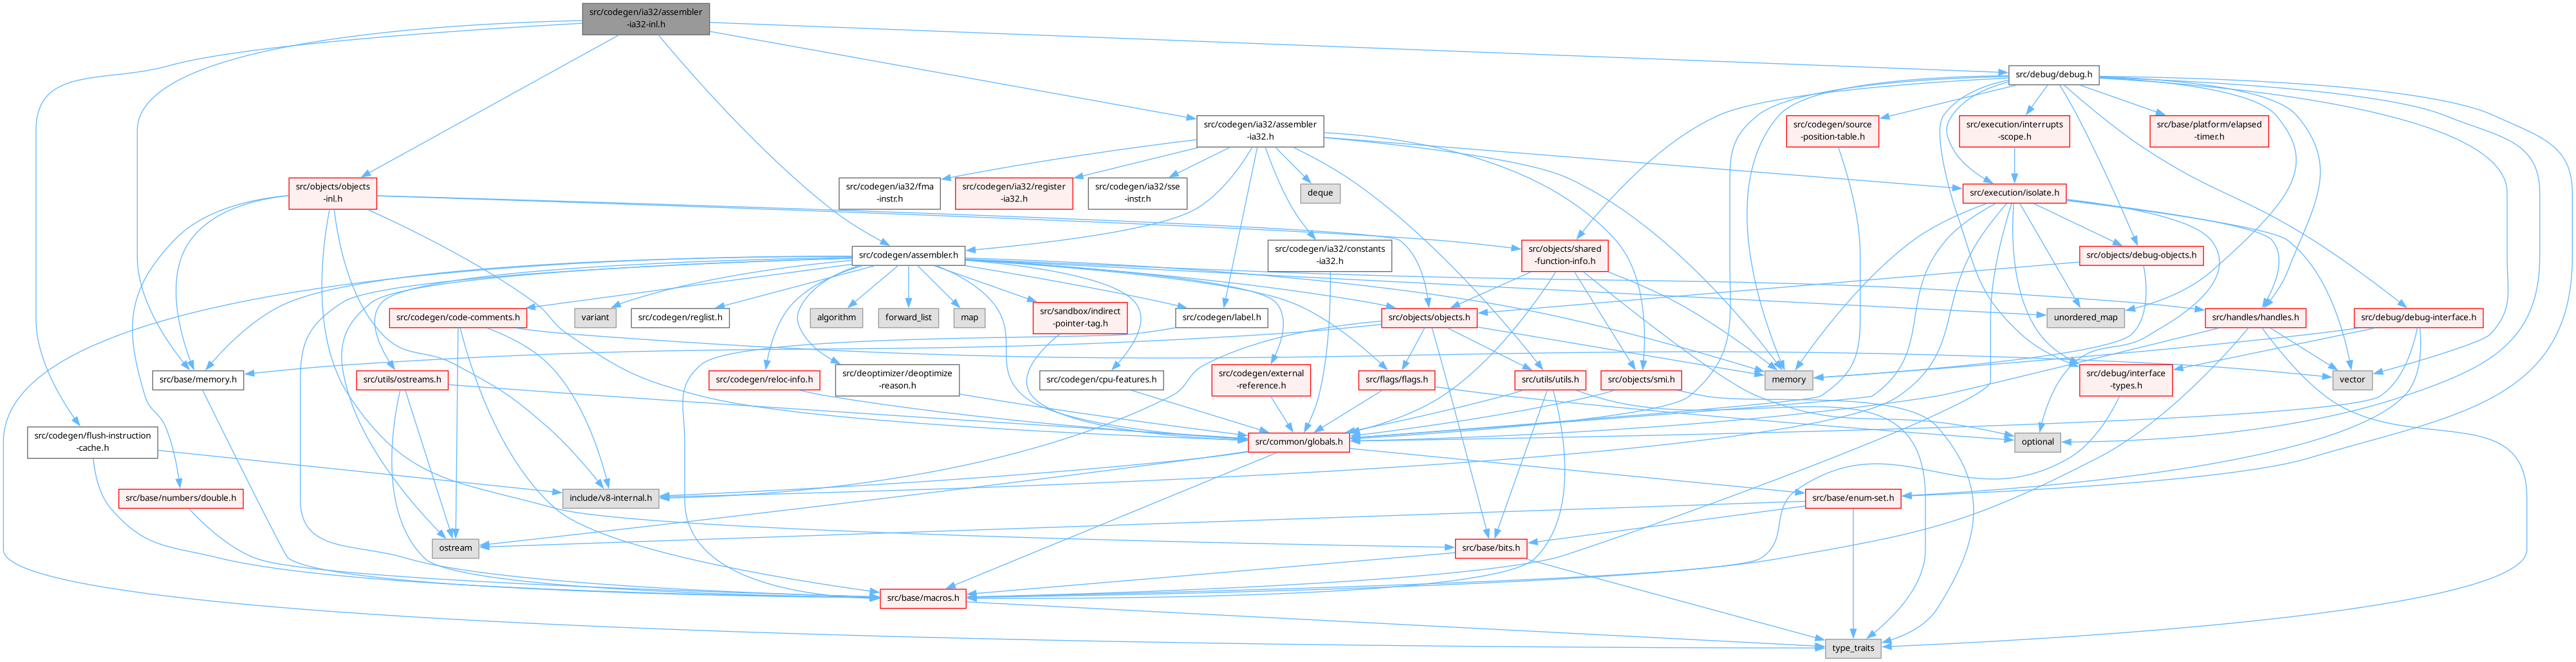 src/codegen/ia32/assembler
-ia32-inl.h
src/debug/debug.h
src/codegen/ia32/assembler
-ia32.h
src/codegen/source
-position-table.h
src/execution/interrupts
-scope.h
src/base/platform/elapsed
-timer.h
src/objects/objects
-inl.h
src/codegen/ia32/fma
-instr.h
src/codegen/ia32/register
-ia32.h
src/codegen/ia32/sse
-instr.h
deque
src/execution/isolate.h
src/codegen/assembler.h
src/codegen/ia32/constants
-ia32.h
src/objects/shared
-function-info.h
src/objects/debug-objects.h
src/codegen/code-comments.h
variant
src/codegen/reglist.h
algorithm
forward_list
map
src/sandbox/indirect
-pointer-tag.h
src/codegen/label.h
src/objects/objects.h
unordered_map
src/handles/handles.h
src/debug/debug-interface.h
src/base/memory.h
src/utils/ostreams.h
src/codegen/reloc-info.h
src/deoptimizer/deoptimize
-reason.h
src/codegen/cpu-features.h
src/codegen/external
-reference.h
src/flags/flags.h
src/utils/utils.h
src/objects/smi.h
memory
src/debug/interface
-types.h
vector
src/codegen/flush-instruction
-cache.h
src/common/globals.h
optional
src/base/numbers/double.h
include/v8-internal.h
src/base/enum-set.h
ostream
src/base/bits.h
src/base/macros.h
type_traits